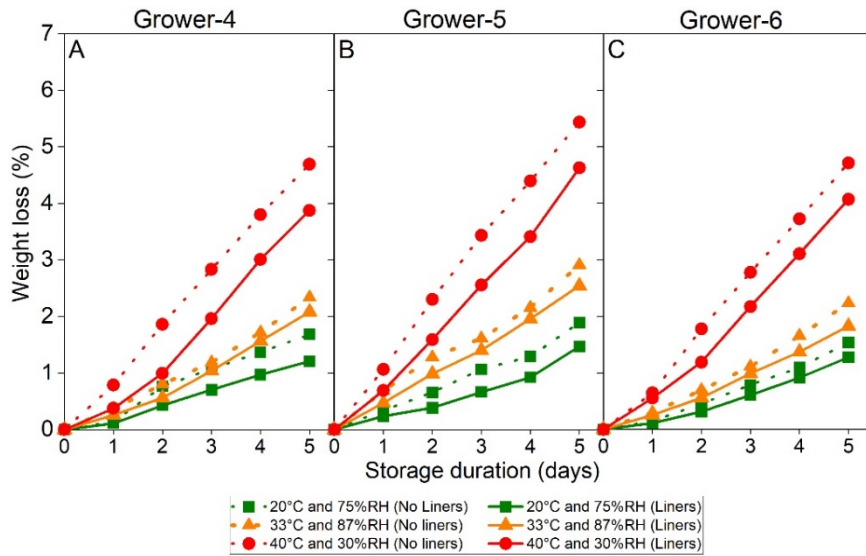 Grower-4 Grower-5 Grower-6
A B C
Weight loss (%)
7
6
5
4
3
2
1
0
0 1 2 3 4 5 0 1 2 3 4 5 0 1 2 3 4 5
Storage duration (days)
20°C and 75%RH (No Liners) 20°C and 75%RH (Liners)
33°C and 87%RH (No liners) 33°C and 87%RH (Liners)
40°C and 30%RH (No liners) 40°C and 30%RH (Liners)